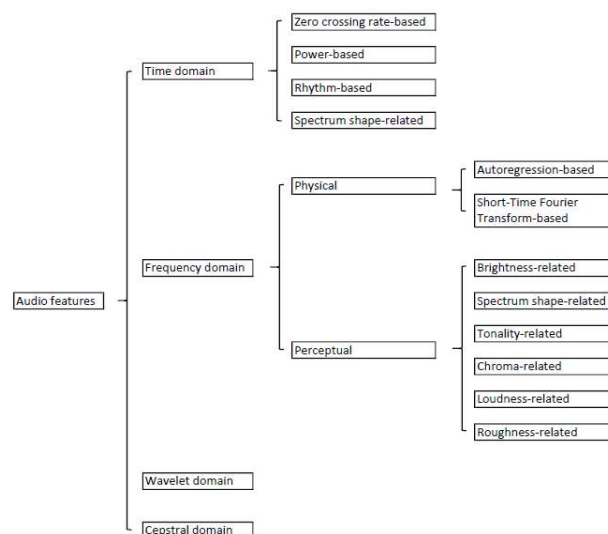 Zero crossing rate-based
Power-based
Time domain
Rhythm-based
Spectrum shape-related
Autoregression-based
Physical
Short-Time Fourier
Transform-based
Frequency domain
Brightness-related
Audio features
Spectrum shape-related
Tonality-related
Perceptual
Chroma-related
Loudness-related
Roughness-related
Wavelet domain
Cepstral domain